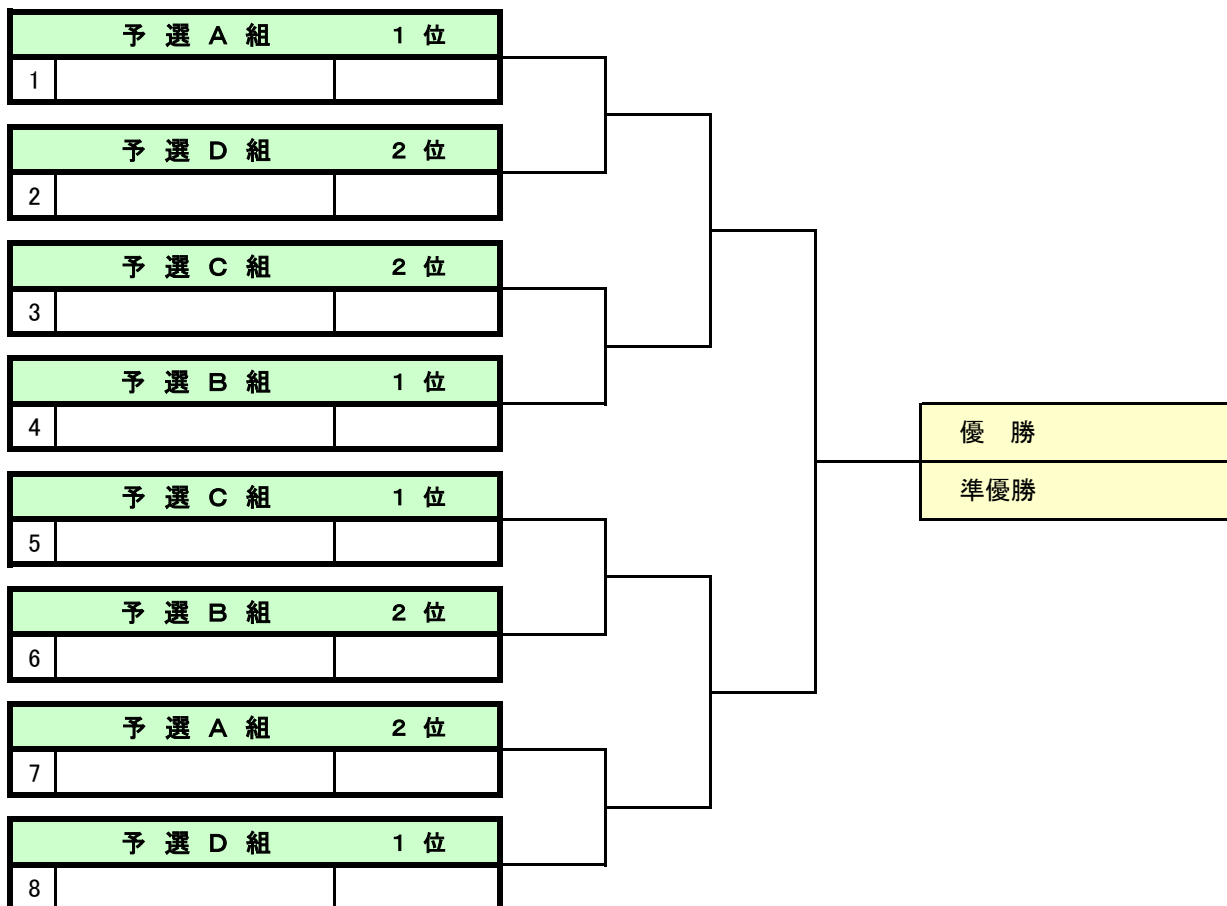 予 選 A 組 1 位
1
予 選 D 組 2 位
2
予 選 C 組 2 位
3
予 選 B 組 1 位
4
予 選 C 組 1 位
5
予 選 B 組 2 位
6
予 選 A 組 2 位
7
予 選 D 組 1 位
8
優 勝
準優勝